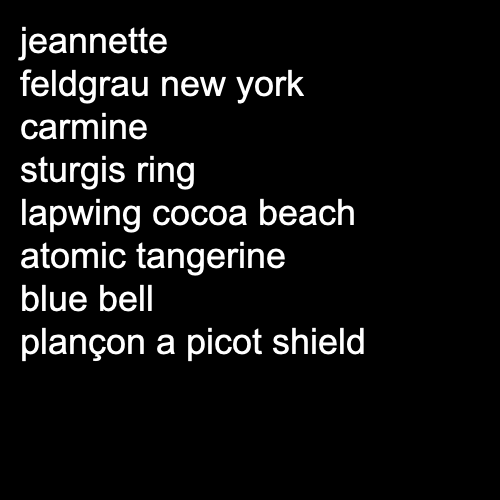 jeannette
feldgrau new york
carmine
sturgis ring
lapwing cocoa beach
atomic tangerine
blue bell
plançon a picot shield